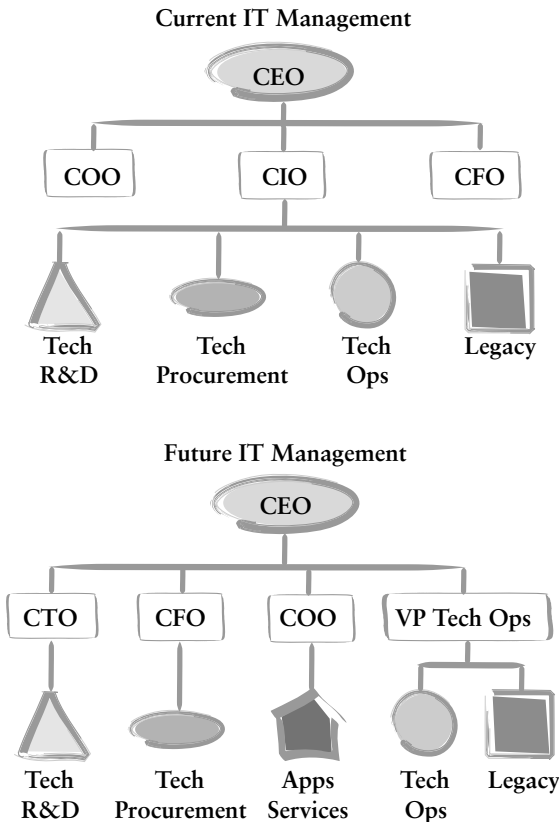 Current IT Management
CEO
COO
CIO
CFO
Tech
R&D
Tech
Procurement
Tech
Ops
Legacy
Future IT Management
CEO
CTO
CFO
COO
VP Tech Ops
Tech
R&D
Tech
Procurement
Apps
Services
Tech
Ops
Legacy